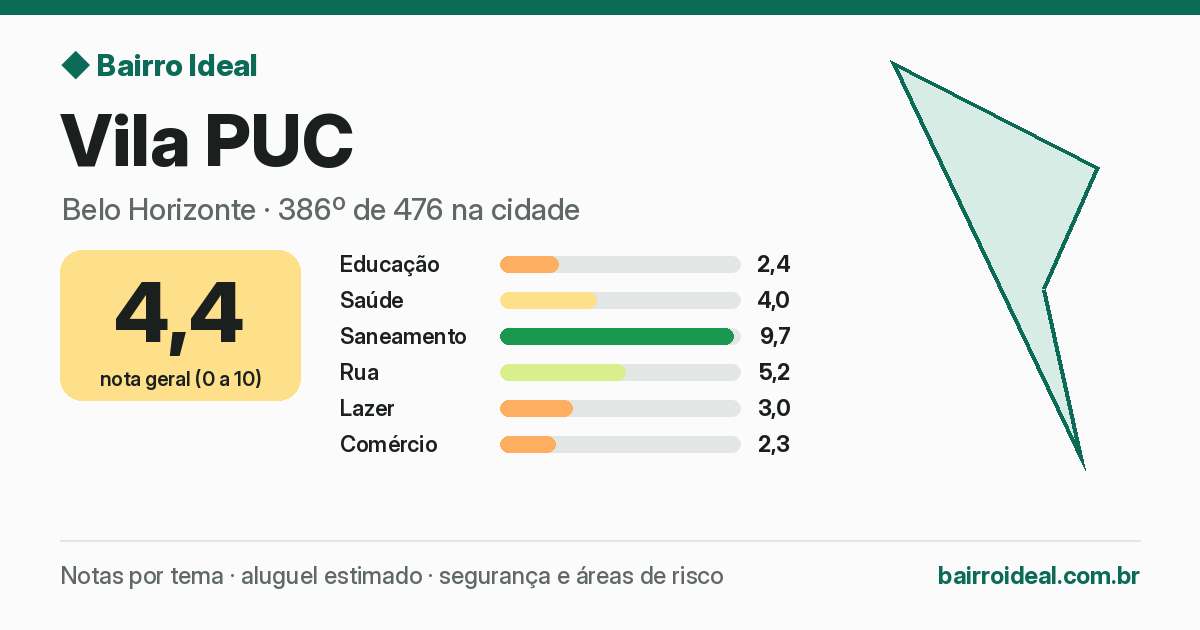 Bairro Ideal
Vila PUC
Belo Horizonte · 386º de 476 na cidade
4,4
nota geral (0 a 10)
Educação 2,4
Saúde 4,0
Saneamento 9,7
Rua 5,2
Lazer 3,0
Comércio 2,3
Notas por tema · aluguel estimado · segurança e áreas de risco
bairroideal.com.br